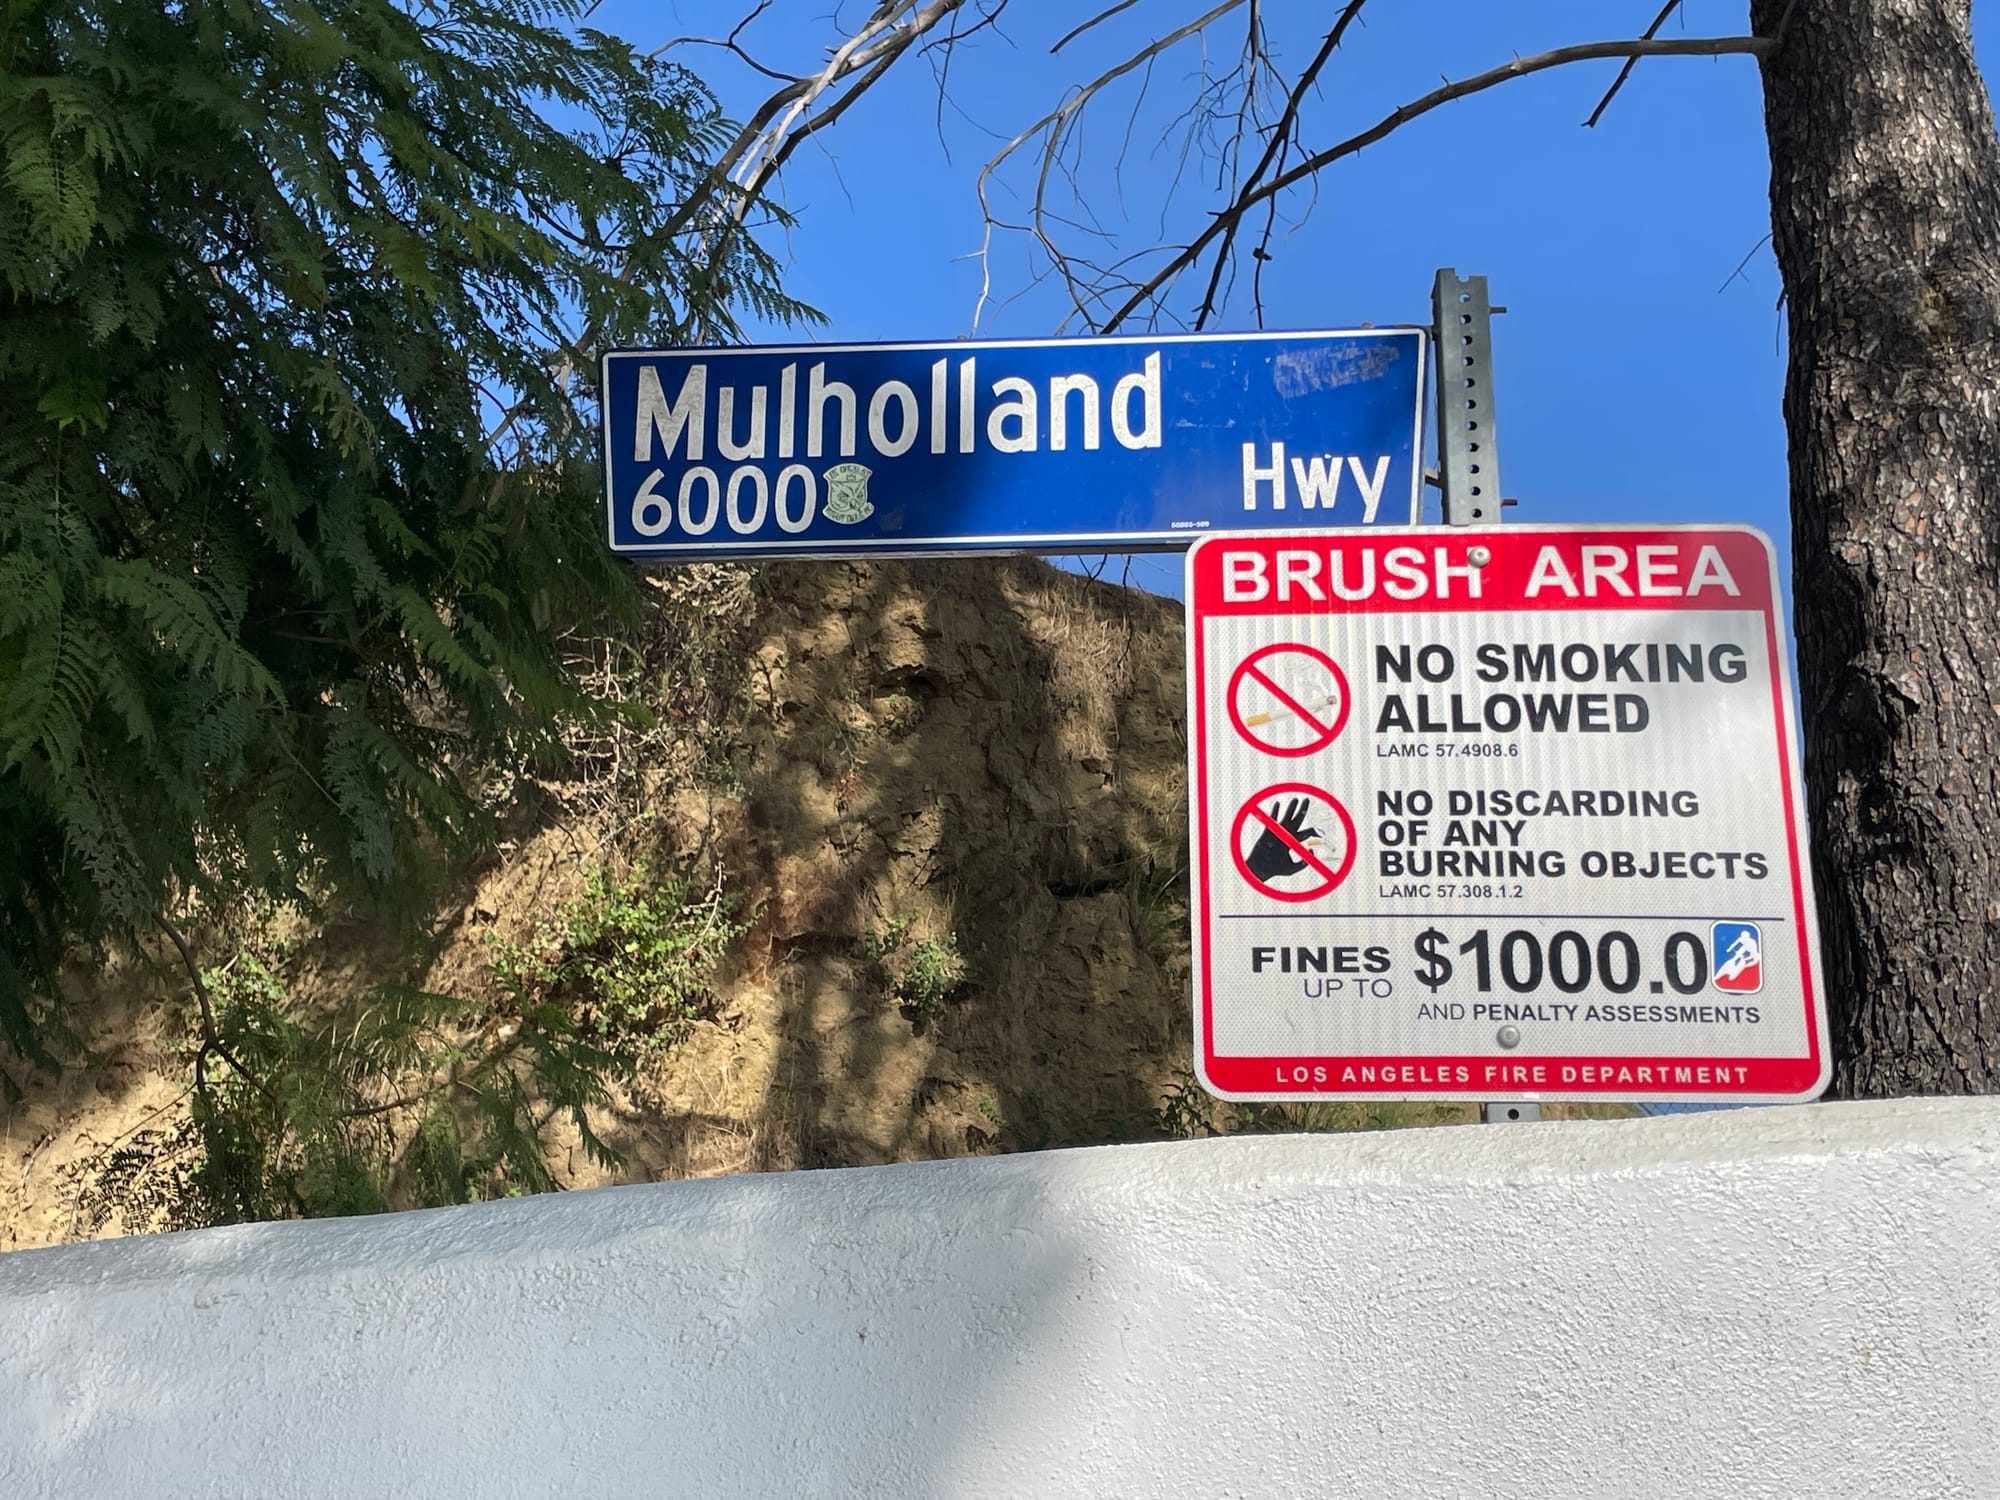 Mulholland
6000
Hwy
BRUSH AREA
NO SMOKING
ALLOWED
LAMC 57.4908.6
NO DISCARDING
OF ANY
BURNING OBJECTS
LAMC 57.308.1.2
FINES
UP TO
$1000.0
AND PENALTY ASSESSMENTS
LOS ANGELES FIRE DEPARTMENT